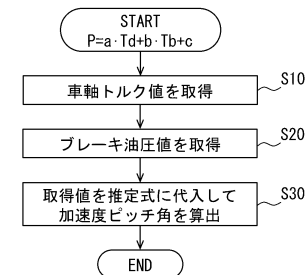 START
P=a·Td+b·Tb+c
車軸トルク値を取得
S10
ブレーキ油圧値を取得
S20
取得値を推定式に代入して
加速度ピッチ角を算出
S30
END